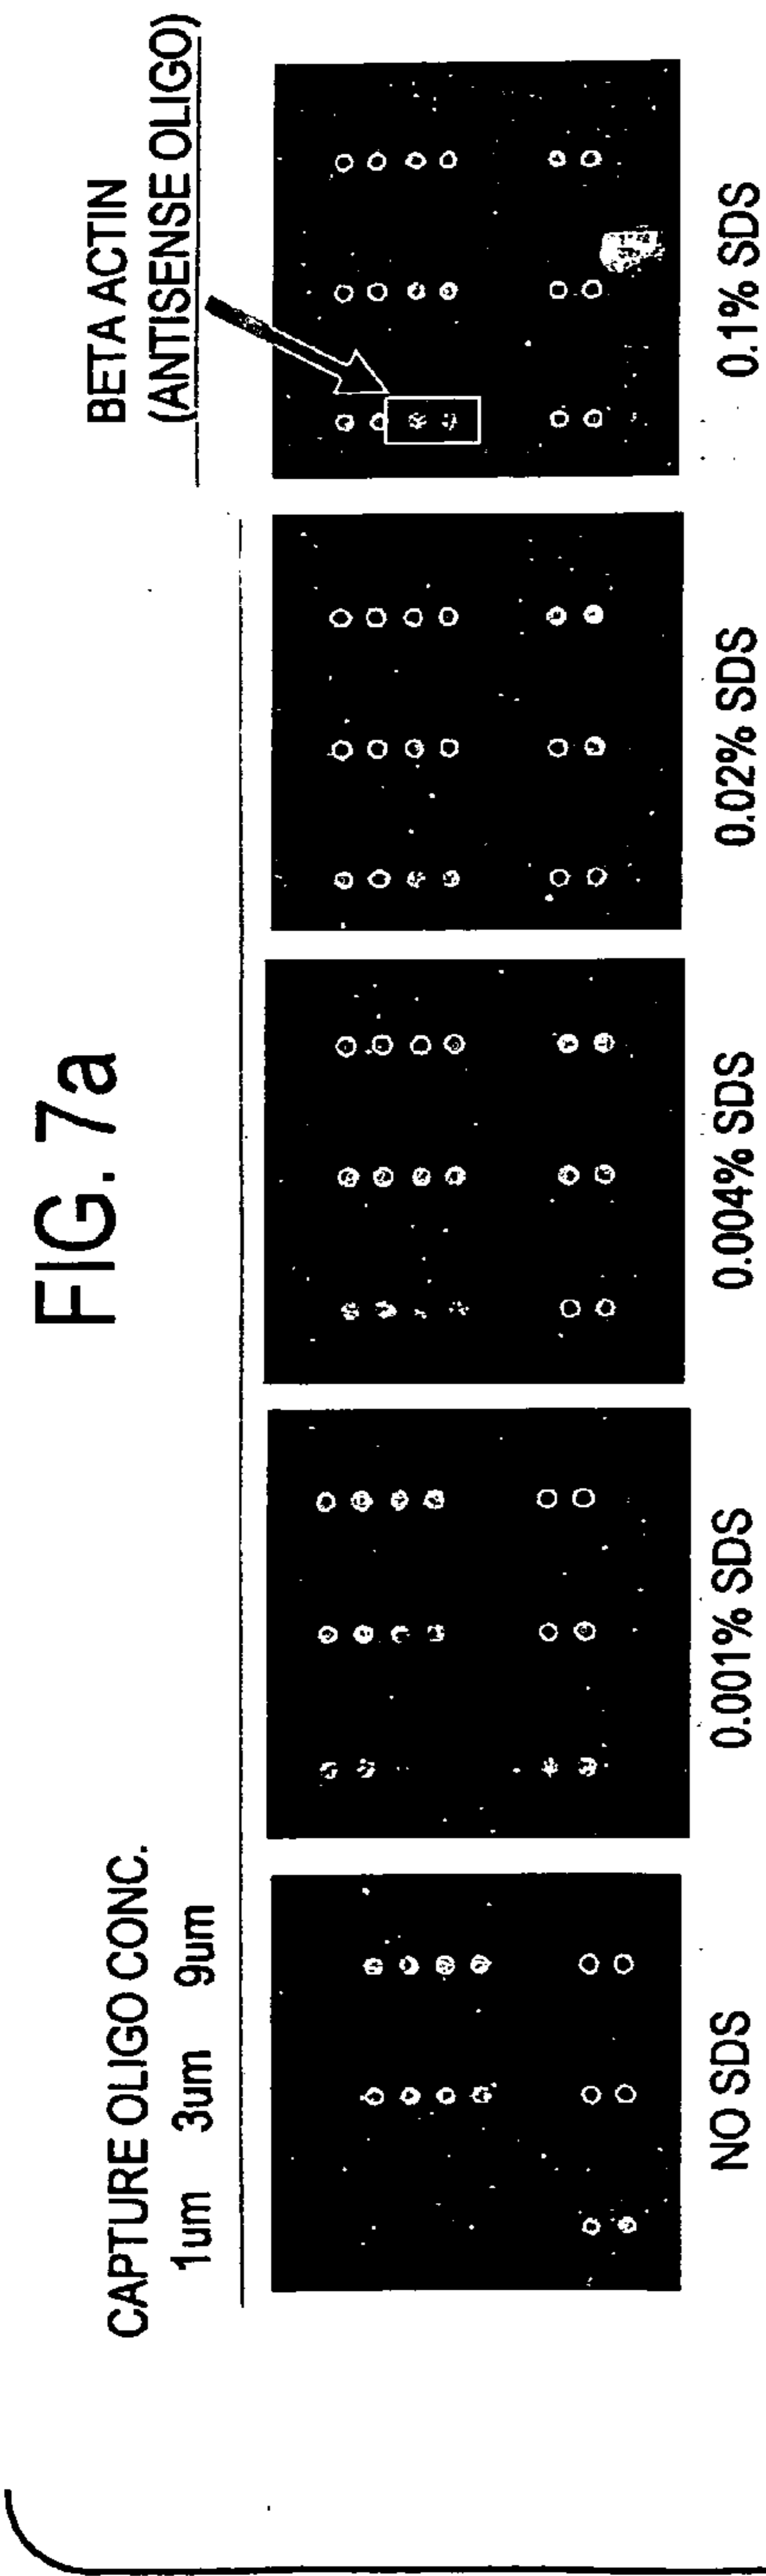 FIG. 7a
CAPTURE OLIGO CONC.
1um 3um 9um
BETA ACTIN
(ANTISENSE OLIGO)
NO SDS
0.001% SDS
0.004% SDS
0.02% SDS
0.1% SDS